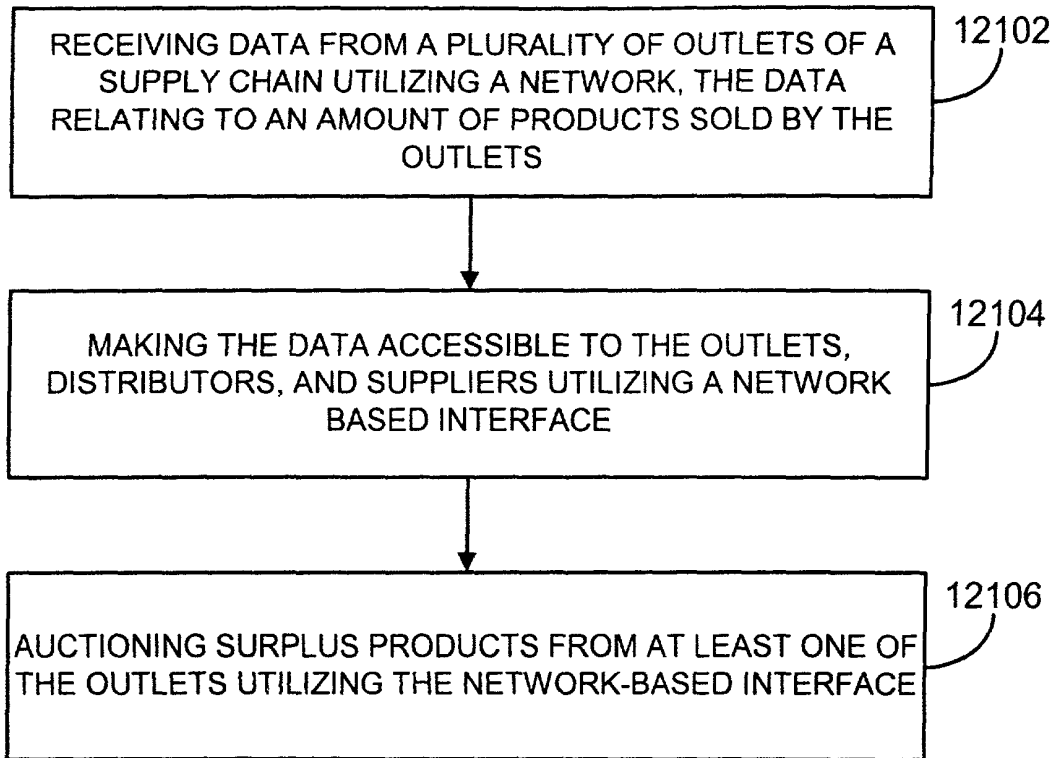 RECEIVING DATA FROM A PLURALITY OF OUTLETS OF A
SUPPLY CHAIN UTILIZING A NETWORK, THE DATA
RELATING TO AN AMOUNT OF PRODUCTS SOLD BY THE
OUTLETS
12102
MAKING THE DATA ACCESSIBLE TO THE OUTLETS,
DISTRIBUTORS, AND SUPPLIERS UTILIZING A NETWORK
BASED INTERFACE
12104
AUCTIONING SURPLUS PRODUCTS FROM AT LEAST ONE OF
THE OUTLETS UTILIZING THE NETWORK-BASED INTERFACE
12106